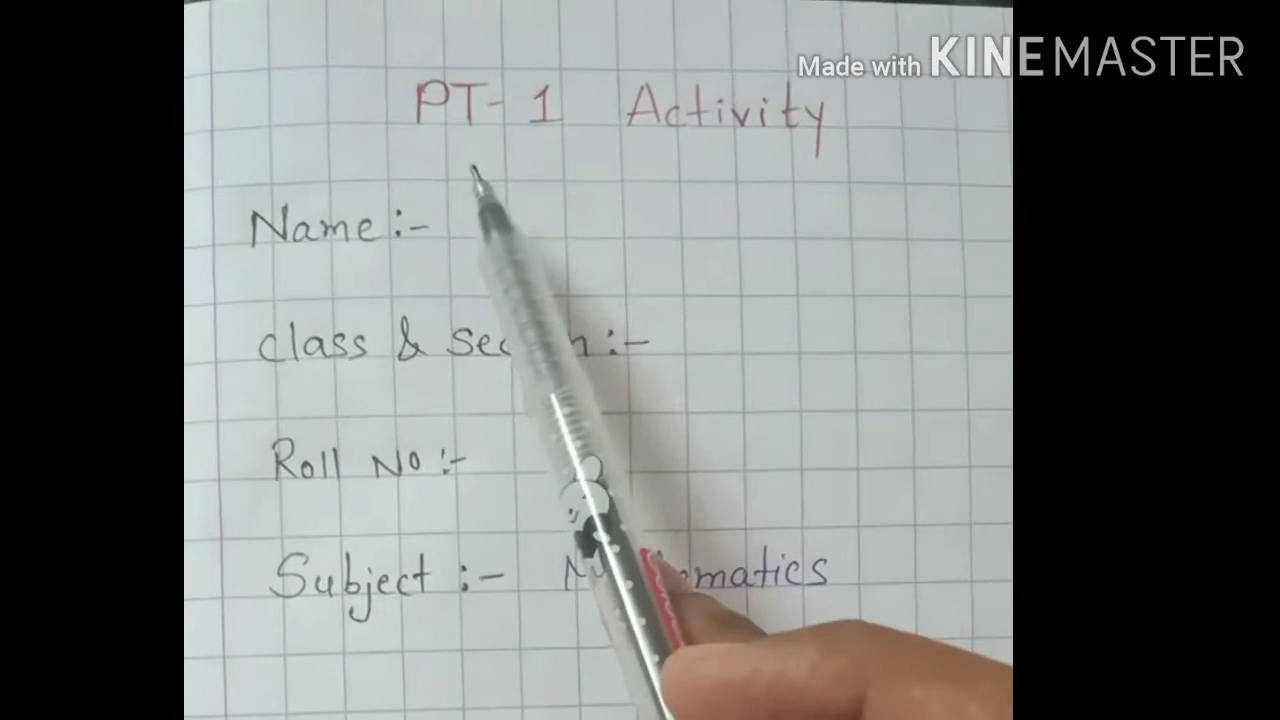 Made with KINEMASTER
PT- 1 Activity
Name :-
class & :-
Roll No :-
Subject :-